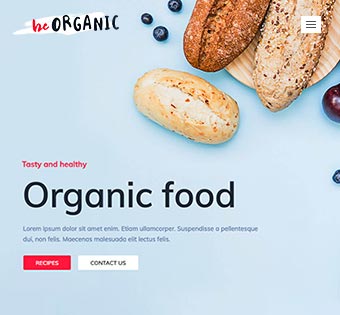 be ORGANIC
Tasty and healthy
Organic food
Lorem ipsum dolor sit amet enim. Etiam ullamcorper. Suspendisse a pellentesque
dui, non felis. Maecenas malesuada elit lectus felis.
RECIPES
CONTACT US